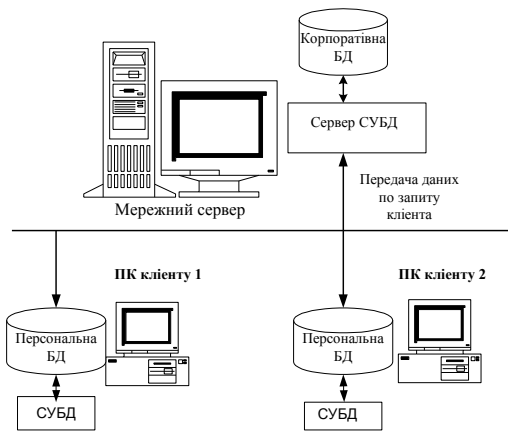 Корпоратівна
БД
Сервер СУБД
Мережний сервер
Передача даних
по запиту
клієнта
ПК клієнту 1
ПК клієнту 2
Персональна
БД
Персональна
БД
СУБД
СУБД